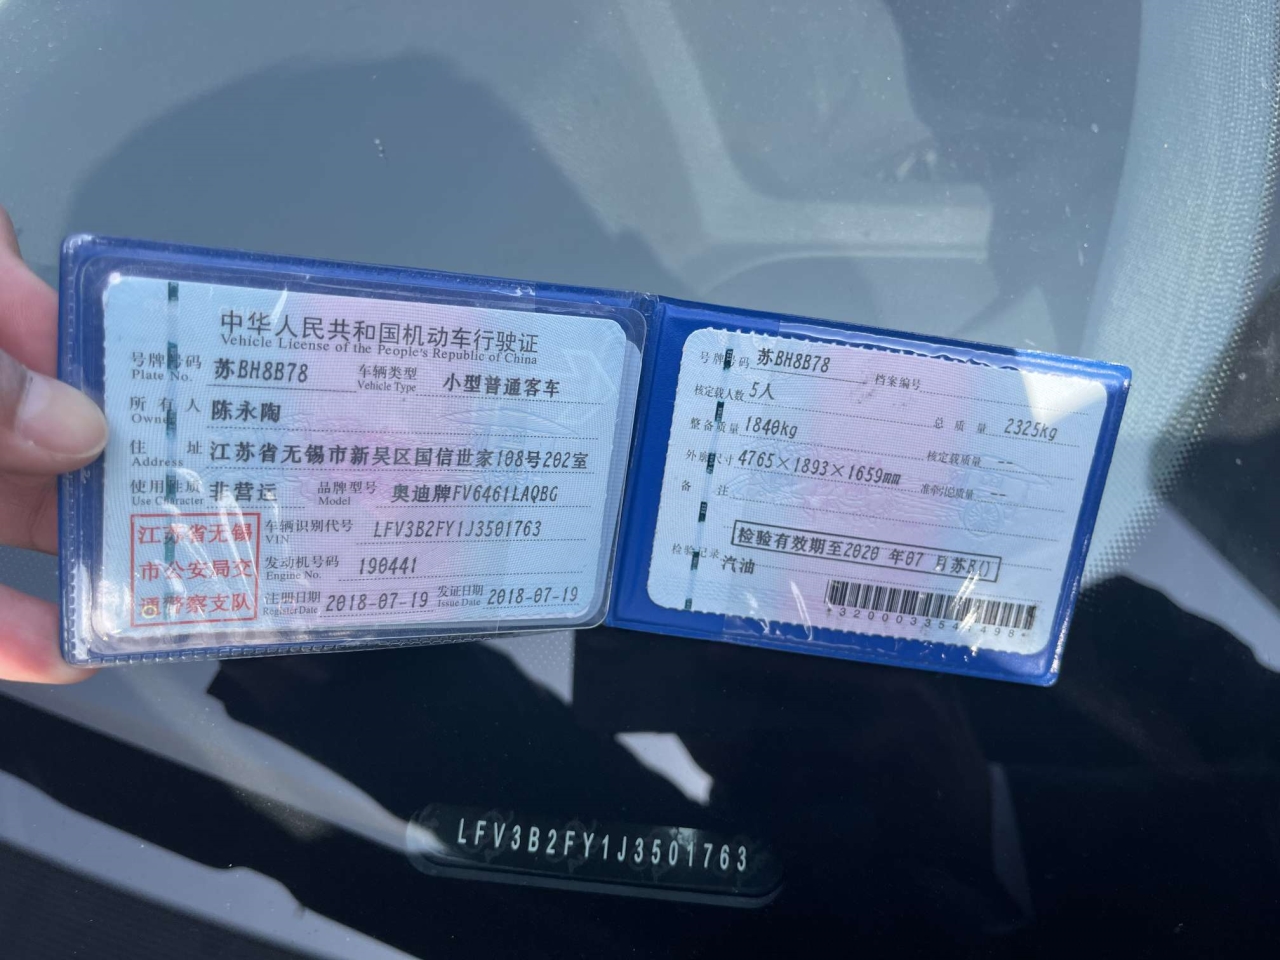 中华人民共和国机动车行驶证
Vehicle License of the People's Republic of China
号牌号码 苏BH8B78 车辆类型 小型普通客车
Plate No. Vehicle Type
所有人 陈永陶
Owner
住址 江苏省无锡市新吴区国信世家108号202室
Address
使用性质 非营运 品牌型号 奥迪牌FV6461LAQBG
Use Character Model
江苏省无锡
市公安局交
通警察支队
车辆识别代号 LFV3B2FY1J3501763
VIN
发动机号码 190441
Engine No.
注册日期 2018-07-19 发证日期 2018-07-19
Register Date Issue Date
号牌号码 苏BH8B78 档案编号
核定载人数 5人 总质量 2325kg
整备质量 1840kg 核定载质量 --
外廓尺寸 4765×1893×1659mm 准牵引总质量 --
备注
检验有效期至2020 年07 月苏B()
检验记录 汽油
LFV3B2FY1J3501763